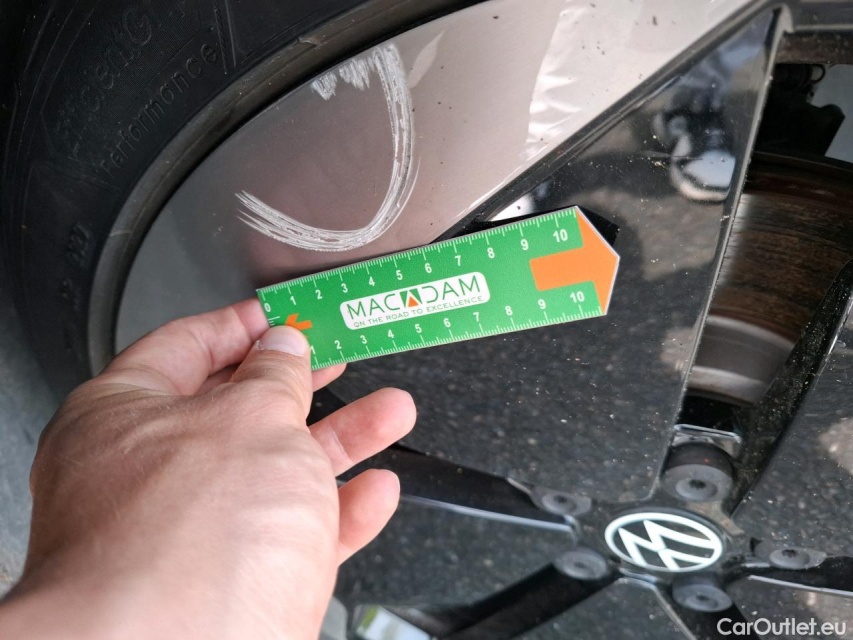 EfficientG
Performance
0 1 2 3 4 5 6 7 8 9 10
MACADAM
ON THE ROAD TO EXCELLENCE
1 2 3 4 5 6 7 8 9 10
CarOutlet.eu